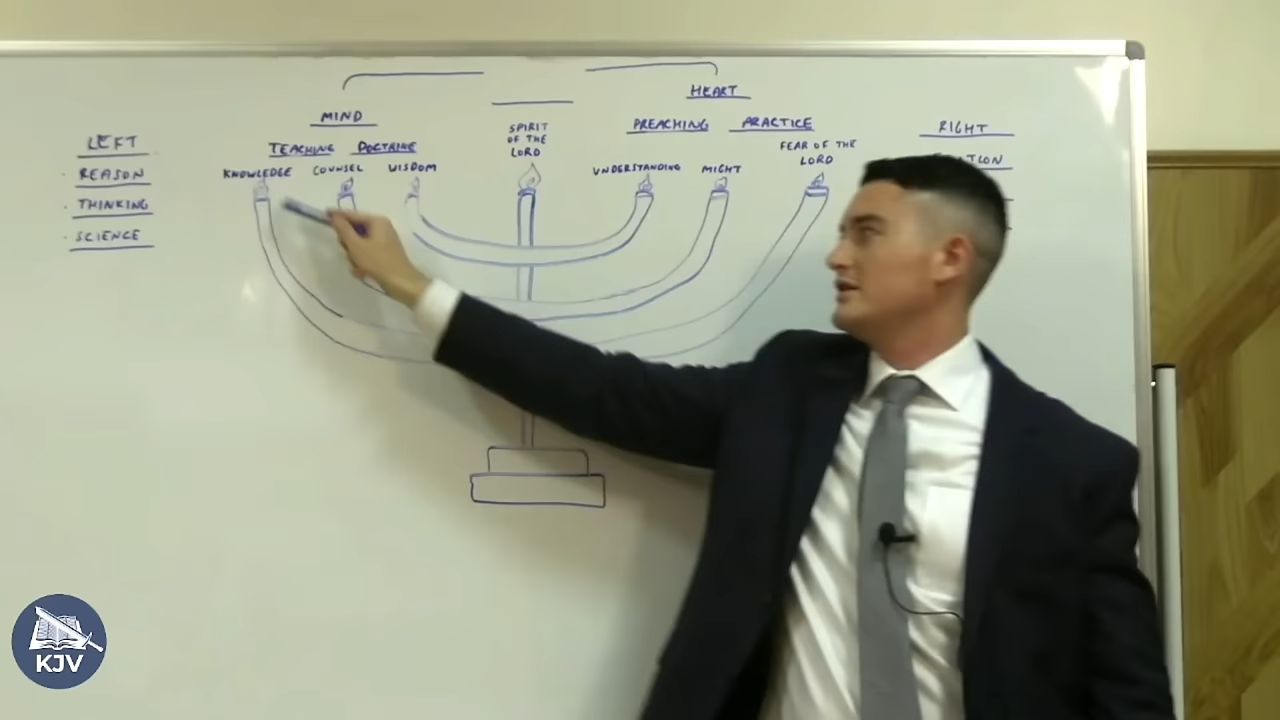 HEART
MIND
PREACHING PRACTICE
LEFT
SPIRIT
OF THE
LORD
RIGHT
TEACHING DOCTRINE
FEAR OF THE
LORD
KNOWLEDGE COUNSEL WISDOM
UNDERSTANDING MIGHT
· REASON
· THINKING
· SCIENCE
KJV